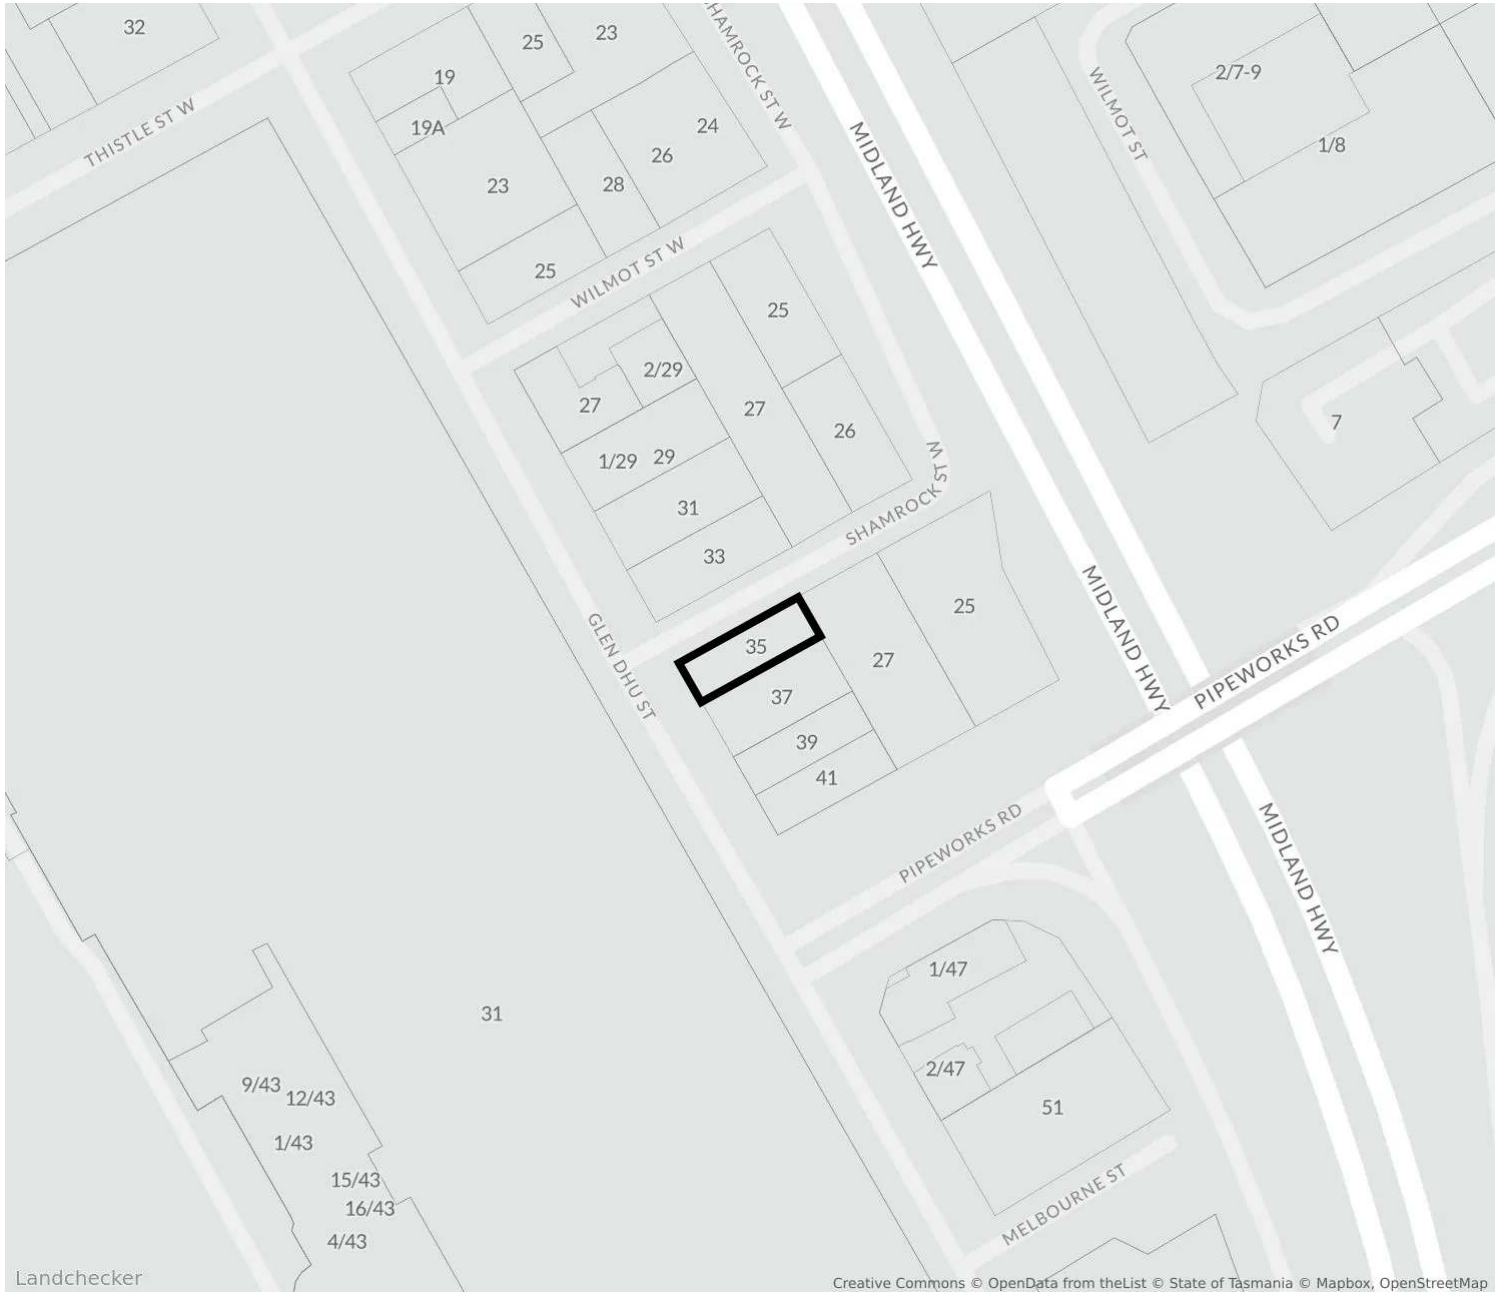 32
THISTLE ST W
19
25
23
19A
23
28
26
24
25
WILMOT ST W
SHAMROCK ST W
MIDLAND HWY
WILMOT ST
2/7-9
1/8
7
2/29
27
1/29
29
31
33
27
25
26
SHAMROCK ST W
35
37
39
41
27
25
GLEN DHU ST
MIDLAND HWY
PIPEWORKS RD
PIPEWORKS RD
MIDLAND HWY
1/47
2/47
51
MELBOURNE ST
31
9/43
12/43
1/43
15/43
16/43
4/43
Landchecker
Creative Commons © OpenData from theList © State of Tasmania © Mapbox, OpenStreetMap